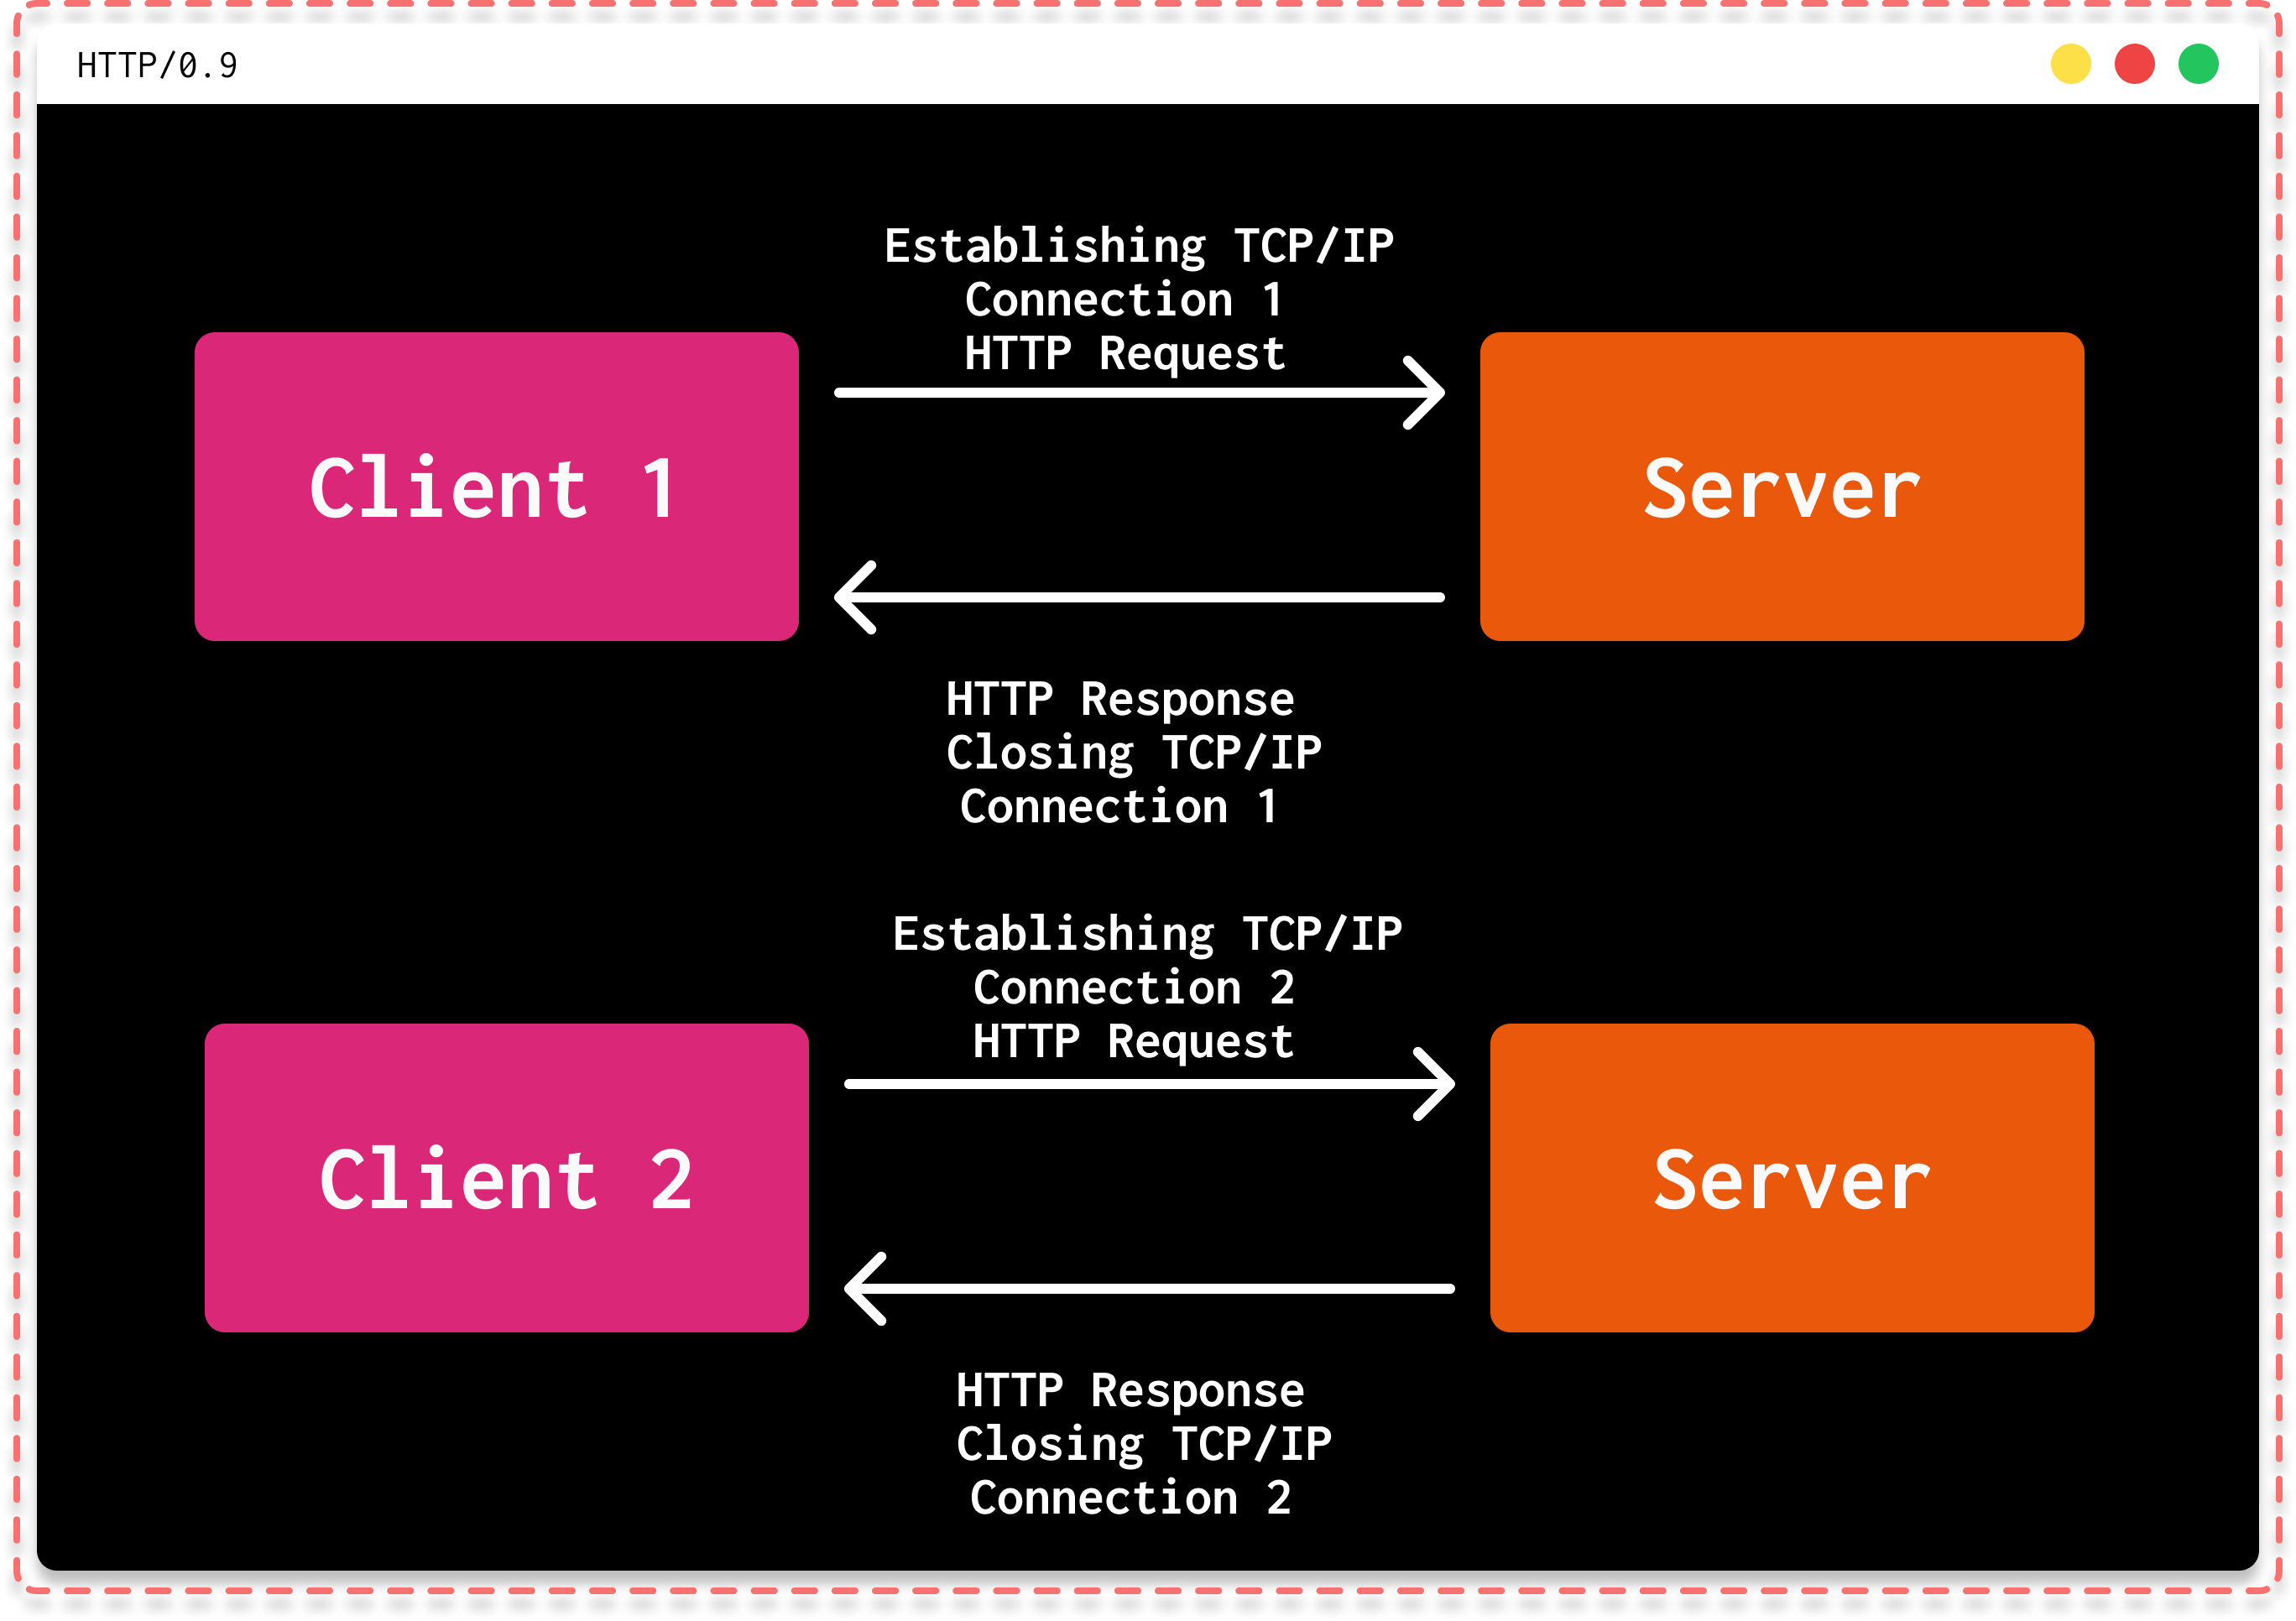 HTTP/0.9
Establishing TCP/IP
Connection 1
HTTP Request
Client 1
Server
HTTP Response
Closing TCP/IP
Connection 1
Establishing TCP/IP
Connection 2
HTTP Request
Client 2
Server
HTTP Response
Closing TCP/IP
Connection 2